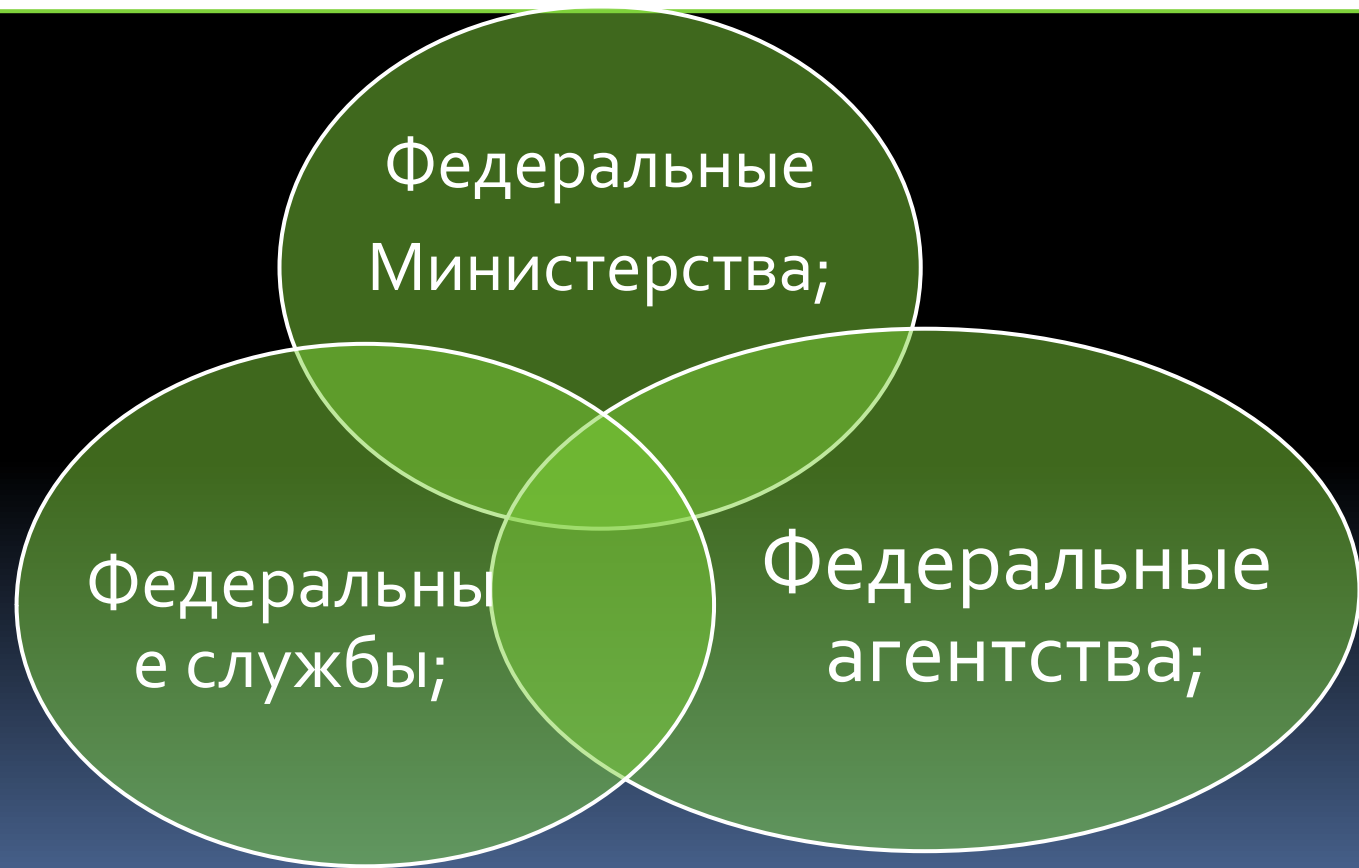 Федеральные
Министерства;
Федеральны
е службы;
Федеральные
агентства;